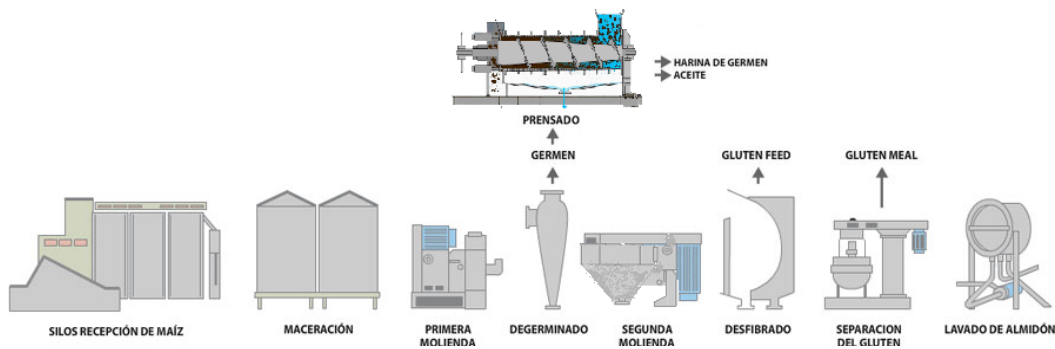 HARINA DE GERMEN
ACEITE
PRENSADO
GERMEN
GLUTEN FEED
GLUTEN MEAL
SILOS RECEPCIÓN DE MAÍZ
MACERACIÓN
PRIMERA
MOLIENDA
DEGERMINADO
SEGUNDA
MOLIENDA
DESFIBRADO
SEPARACION
DEL GLUTEN
LAVADO DE ALMIDÓN